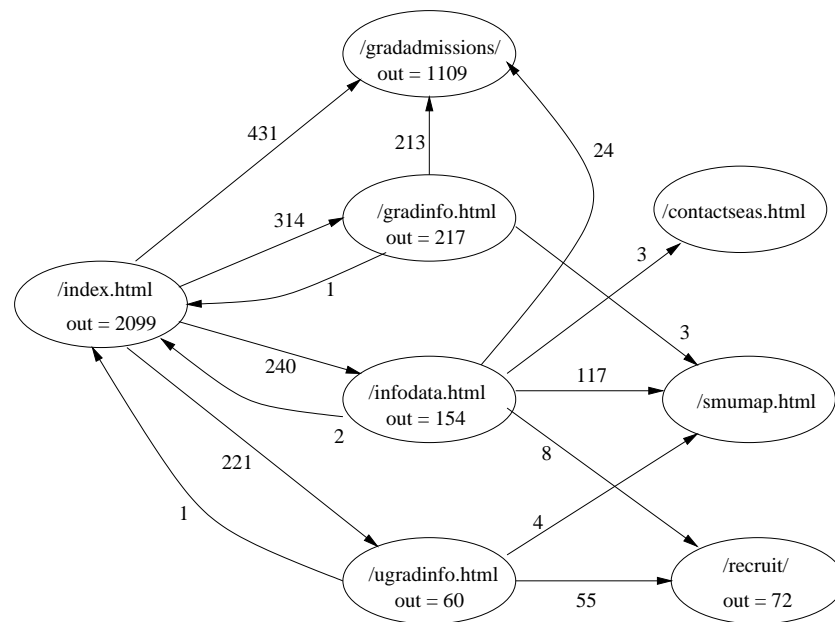 /gradadmissions/
out = 1109
431
213
24
/gradinfo.html
out = 217
/contactseas.html
314
3
1
/index.html
out = 2099
3
240
117
/infodata.html
out = 154
/smumap.html
2
8
221
4
1
/ugradinfo.html
out = 60
55
/recruit/
out = 72